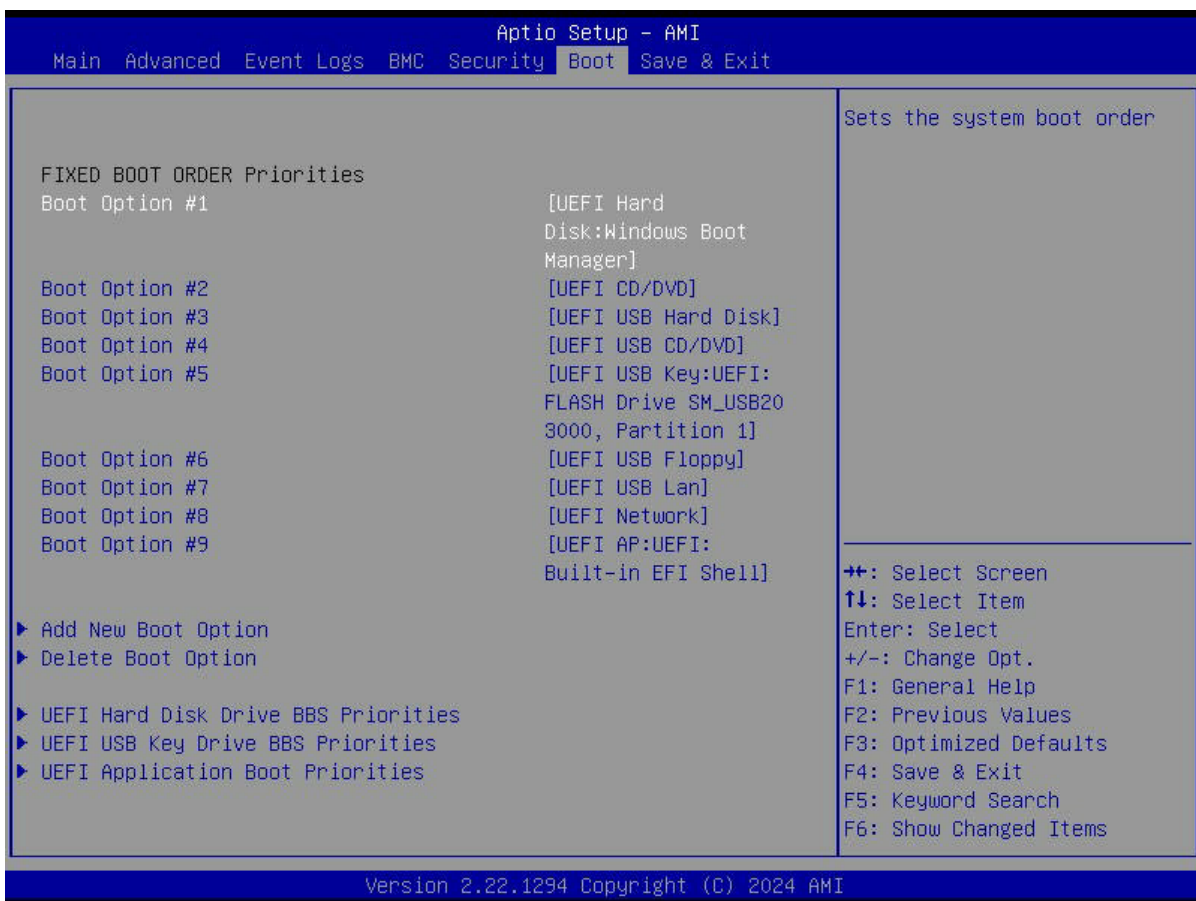 Aptio Setup – AMI
Main Advanced Event Logs BMC Security Boot Save & Exit
Sets the system boot order
FIXED BOOT ORDER Priorities
Boot Option #1 [UEFI Hard
Disk:Windows Boot
Manager]
Boot Option #2 [UEFI CD/DVD]
Boot Option #3 [UEFI USB Hard Disk]
Boot Option #4 [UEFI USB CD/DVD]
Boot Option #5 [UEFI USB Key:UEFI:
FLASH Drive SM_USB20
3000, Partition 1]
Boot Option #6 [UEFI USB Floppy]
Boot Option #7 [UEFI USB Lan]
Boot Option #8 [UEFI Network]
Boot Option #9 [UEFI AP:UEFI:
Built-in EFI Shell]
▶ Add New Boot Option
▶ Delete Boot Option
▶ UEFI Hard Disk Drive BBS Priorities
▶ UEFI USB Key Drive BBS Priorities
▶ UEFI Application Boot Priorities
→←: Select Screen
↑↓: Select Item
Enter: Select
+/-: Change Opt.
F1: General Help
F2: Previous Values
F3: Optimized Defaults
F4: Save & Exit
F5: Keyword Search
F6: Show Changed Items
Version 2.22.1294 Copyright (C) 2024 AMI